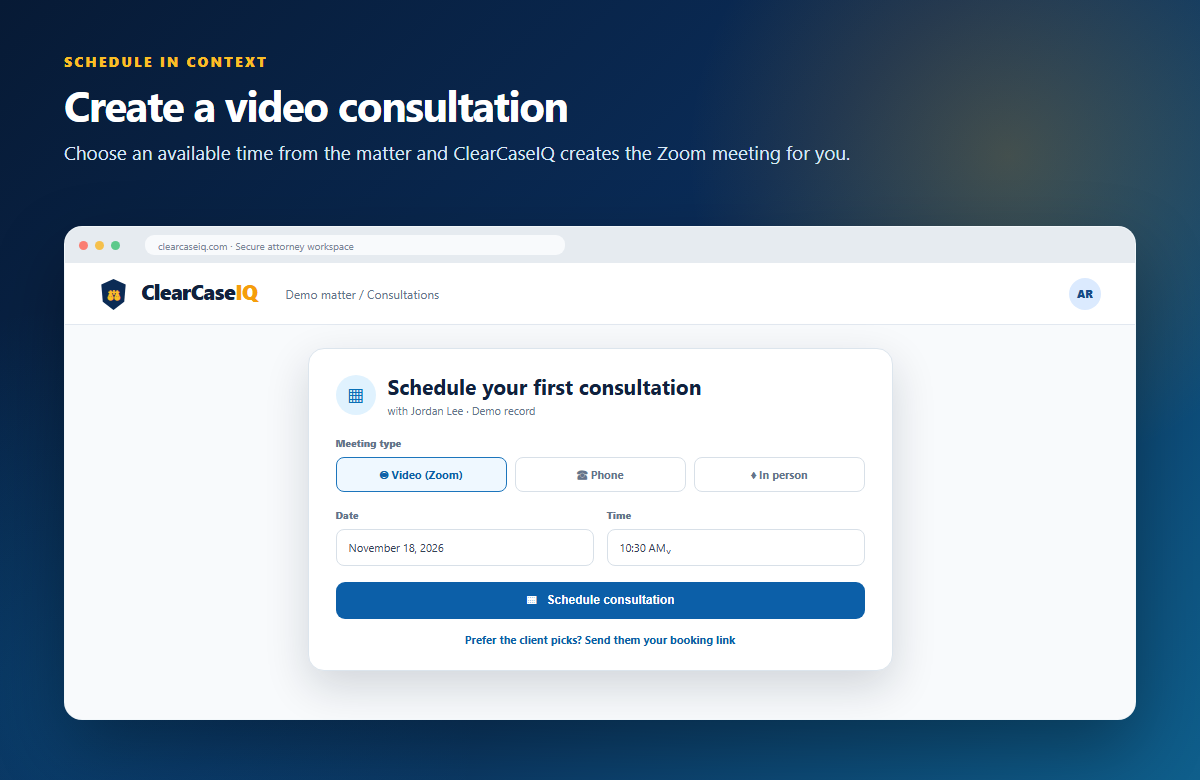 SCHEDULE IN CONTEXT
Create a video consultation
Choose an available time from the matter and ClearCaseIQ creates the Zoom meeting for you.
clearcaseiq.com · Secure attorney workspace
ClearCaseIQ
Demo matter / Consultations
AR
Schedule your first consultation
with Jordan Lee · Demo record
Meeting type
Video (Zoom)
Phone
In person
Date
Time
November 18, 2026
10:30 AM
Schedule consultation
Prefer the client picks? Send them your booking link